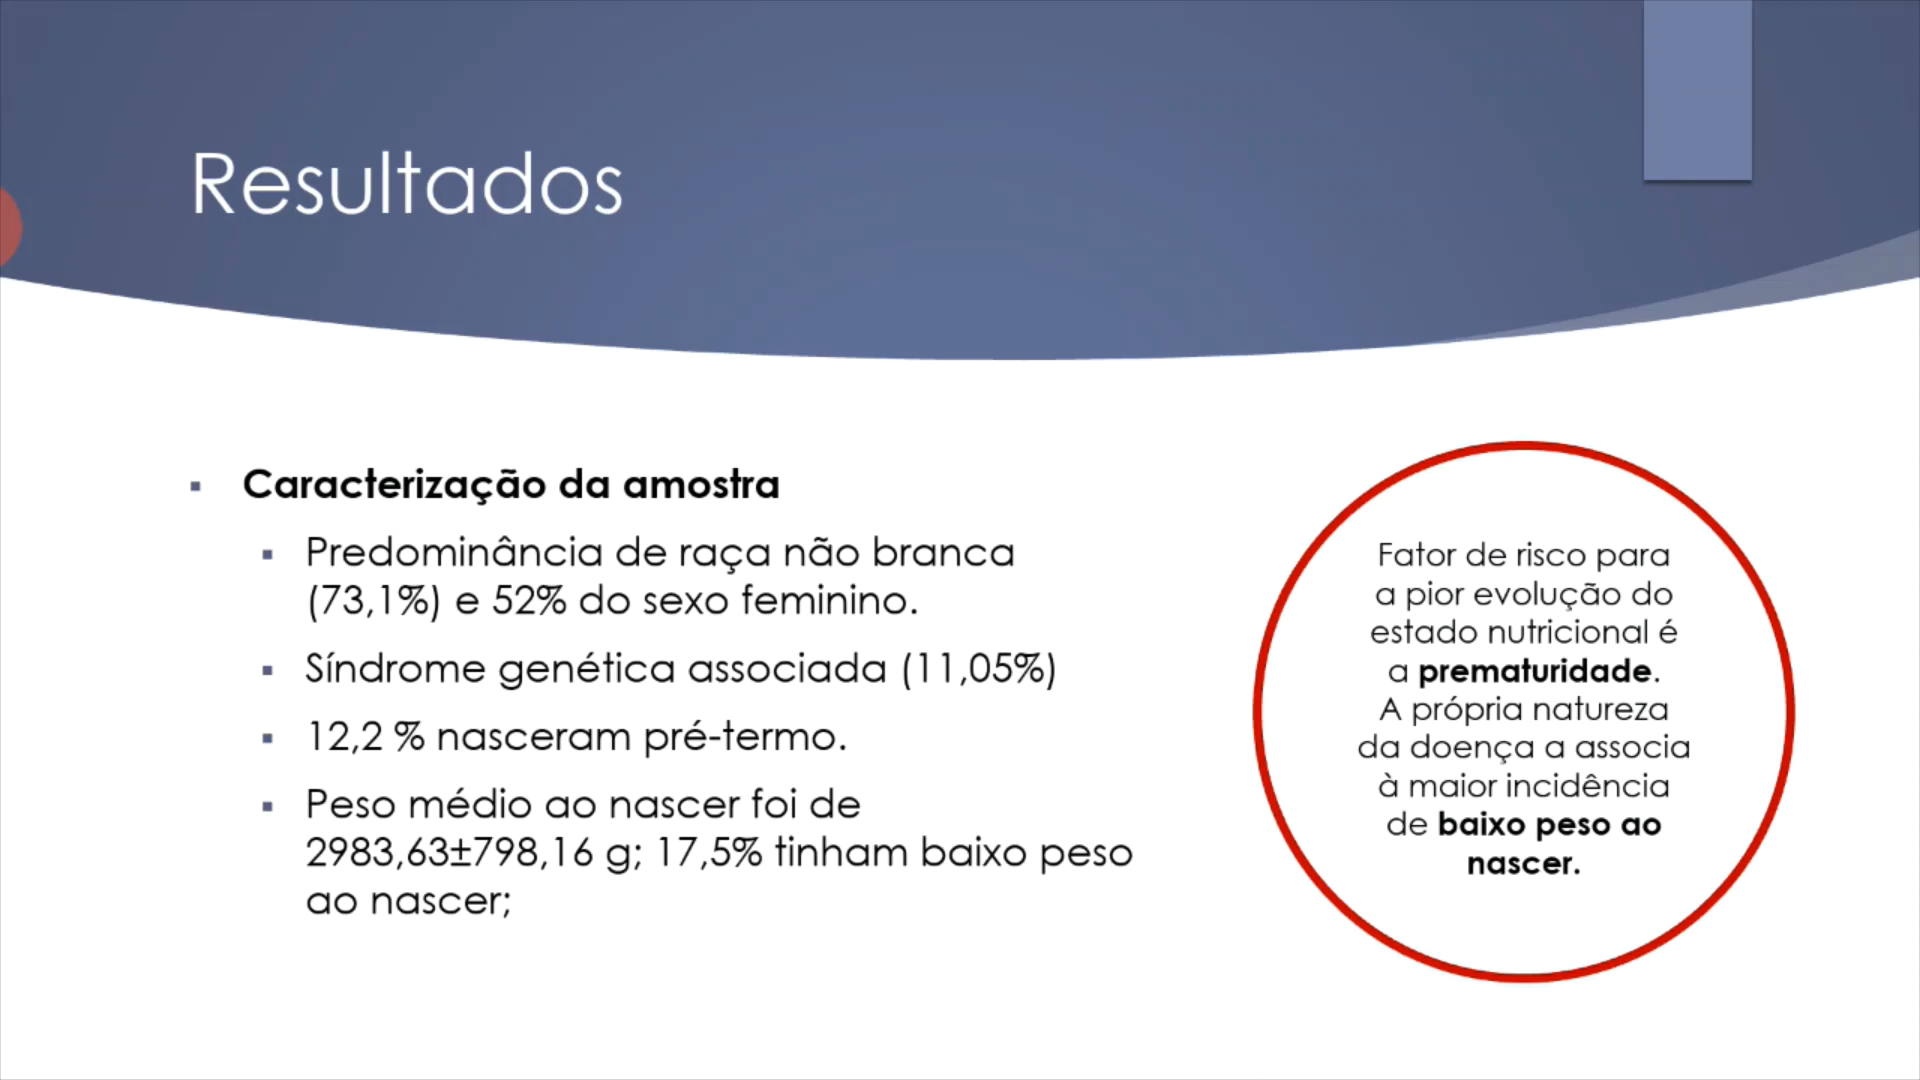 Resultados
Caracterização da amostra
Predominância de raça não branca
(73,1%) e 52% do sexo feminino.
Síndrome genética associada (11,05%)
12,2 % nasceram pré-termo.
Peso médio ao nascer foi de
2983,63±798,16 g; 17,5% tinham baixo peso
ao nascer;
Fator de risco para
a pior evolução do
estado nutricional é
a prematuridade.
A própria natureza
da doença a associa
à maior incidência
de baixo peso ao
nascer.